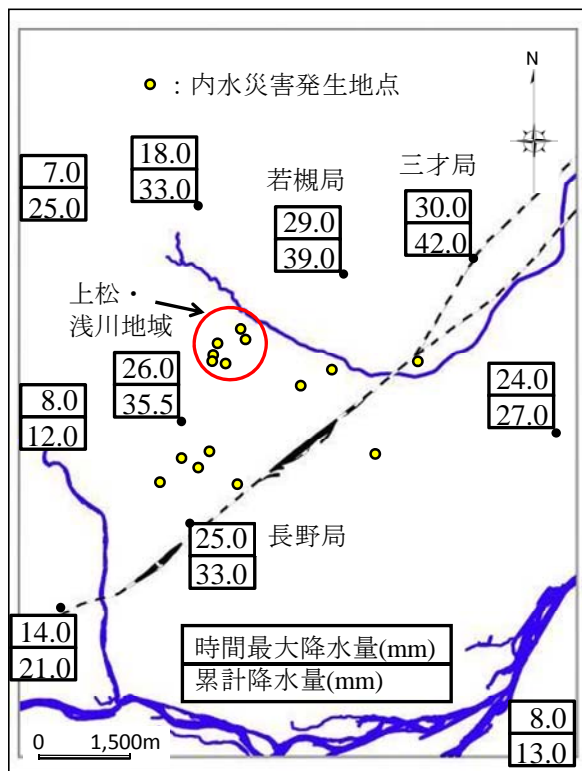 N
：内水災害発生地点
18.0
33.0
7.0
25.0
若槻局
29.0
39.0
三才局
30.0
42.0
上松・
浅川地域
26.0
35.5
8.0
12.0
24.0
27.0
25.0
33.0
長野局
14.0
21.0
時間最大降水量(mm)
累計降水量(mm)
8.0
13.0
0 1,500m